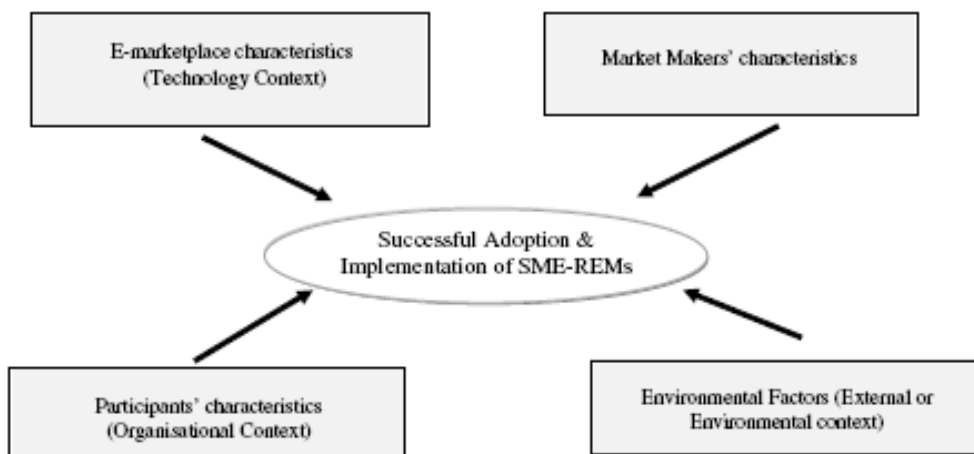 E-marketplace characteristics
(Technology Context)
Market Makers' characteristics
Successful Adoption &
Implementation of SME-REMs
Participants' characteristics
(Organisational Context)
Environmental Factors (External or
Environmental context)